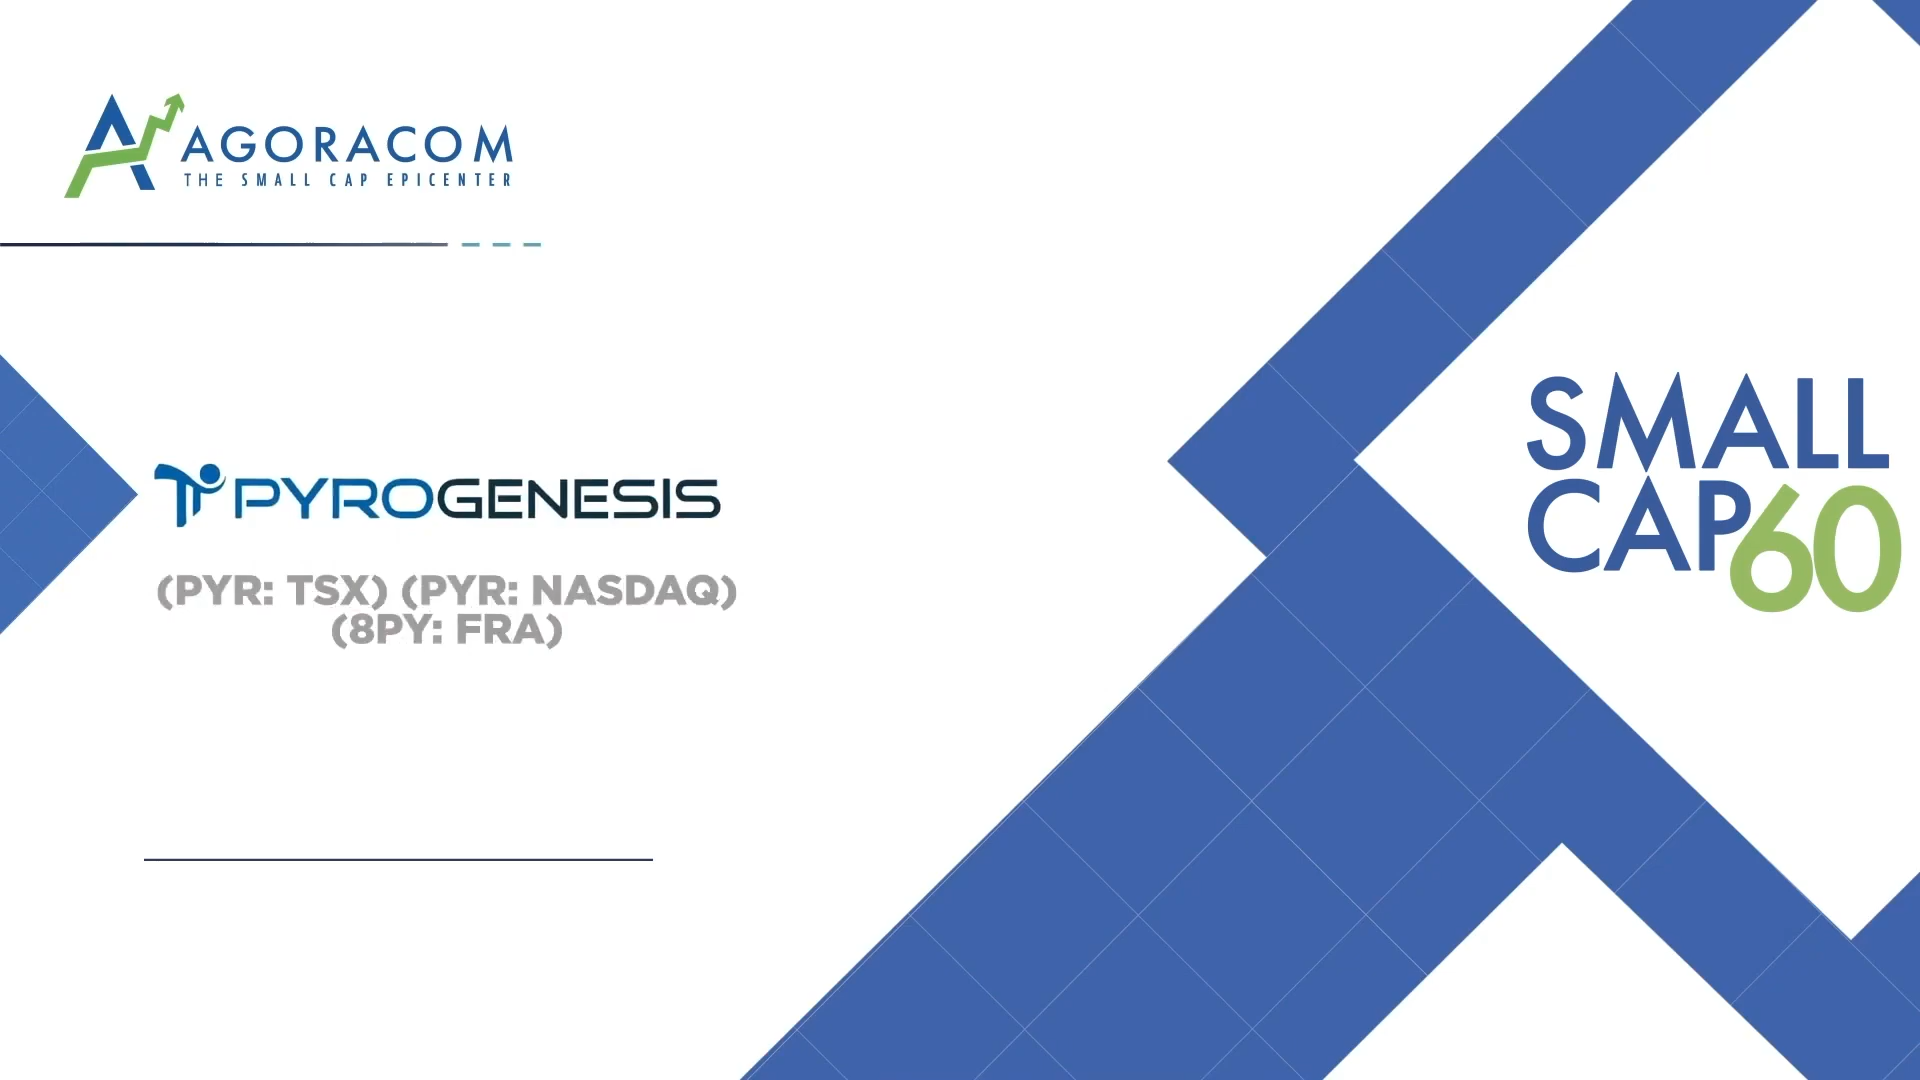 AGORACOM
THE SMALL CAP EPICENTER
PYROGENESIS
(PYR: TSX) (PYR: NASDAQ)
(8PY: FRA)
SMALL
CAP60